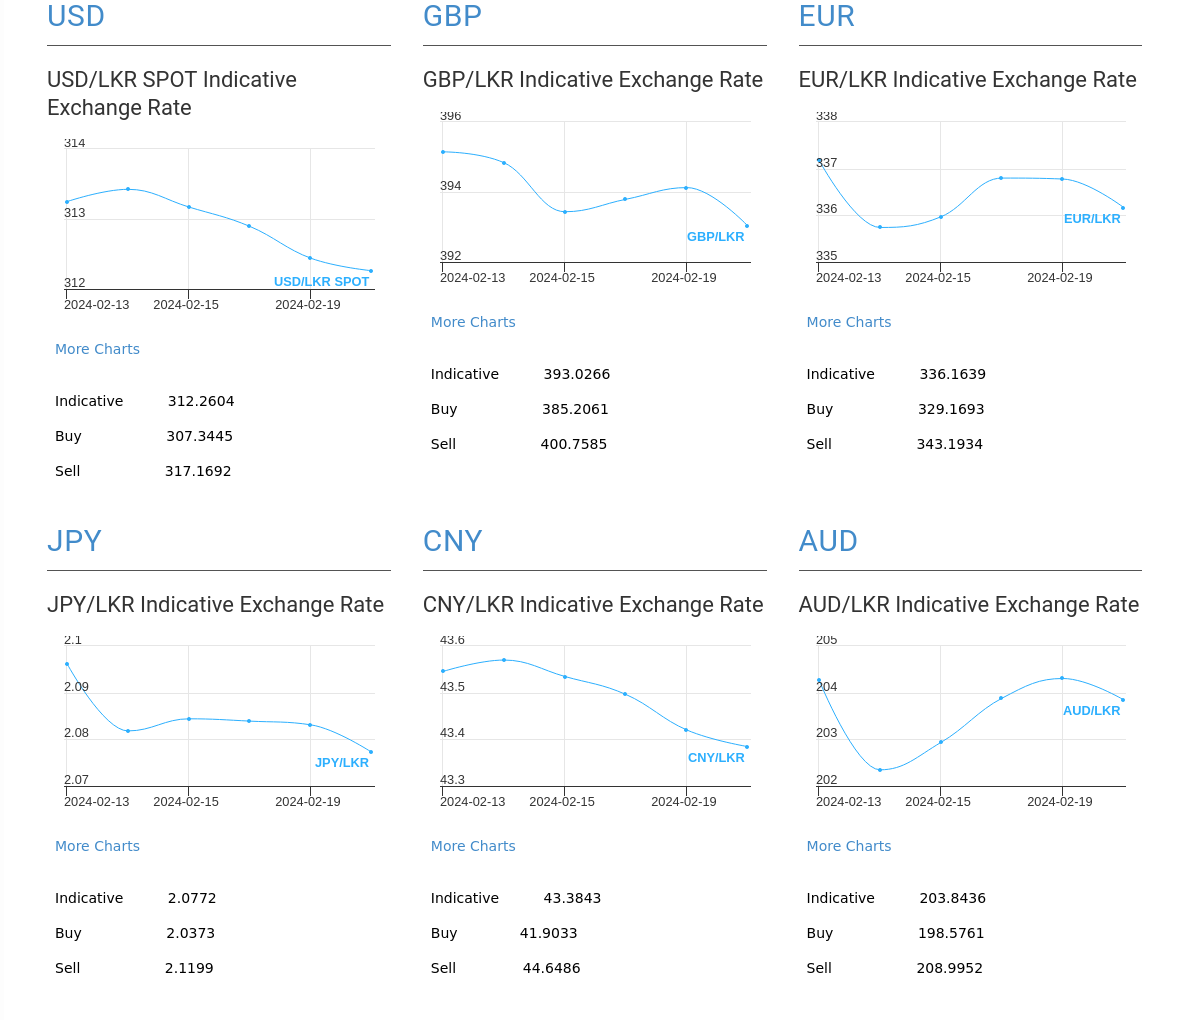 USD
USD/LKR SPOT Indicative
Exchange Rate
314
313
312
USD/LKR SPOT
2024-02-13
2024-02-15
2024-02-19
More Charts
Indicative 312.2604
Buy 307.3445
Sell 317.1692
GBP
GBP/LKR Indicative Exchange Rate
396
394
392
GBP/LKR
2024-02-13
2024-02-15
2024-02-19
More Charts
Indicative 393.0266
Buy 385.2061
Sell 400.7585
EUR
EUR/LKR Indicative Exchange Rate
338
337
336
335
EUR/LKR
2024-02-13
2024-02-15
2024-02-19
More Charts
Indicative 336.1639
Buy 329.1693
Sell 343.1934
JPY
JPY/LKR Indicative Exchange Rate
2.1
2.09
2.08
2.07
JPY/LKR
2024-02-13
2024-02-15
2024-02-19
More Charts
Indicative 2.0772
Buy 2.0373
Sell 2.1199
CNY
CNY/LKR Indicative Exchange Rate
43.6
43.5
43.4
43.3
CNY/LKR
2024-02-13
2024-02-15
2024-02-19
More Charts
Indicative 43.3843
Buy 41.9033
Sell 44.6486
AUD
AUD/LKR Indicative Exchange Rate
205
204
203
202
AUD/LKR
2024-02-13
2024-02-15
2024-02-19
More Charts
Indicative 203.8436
Buy 198.5761
Sell 208.9952